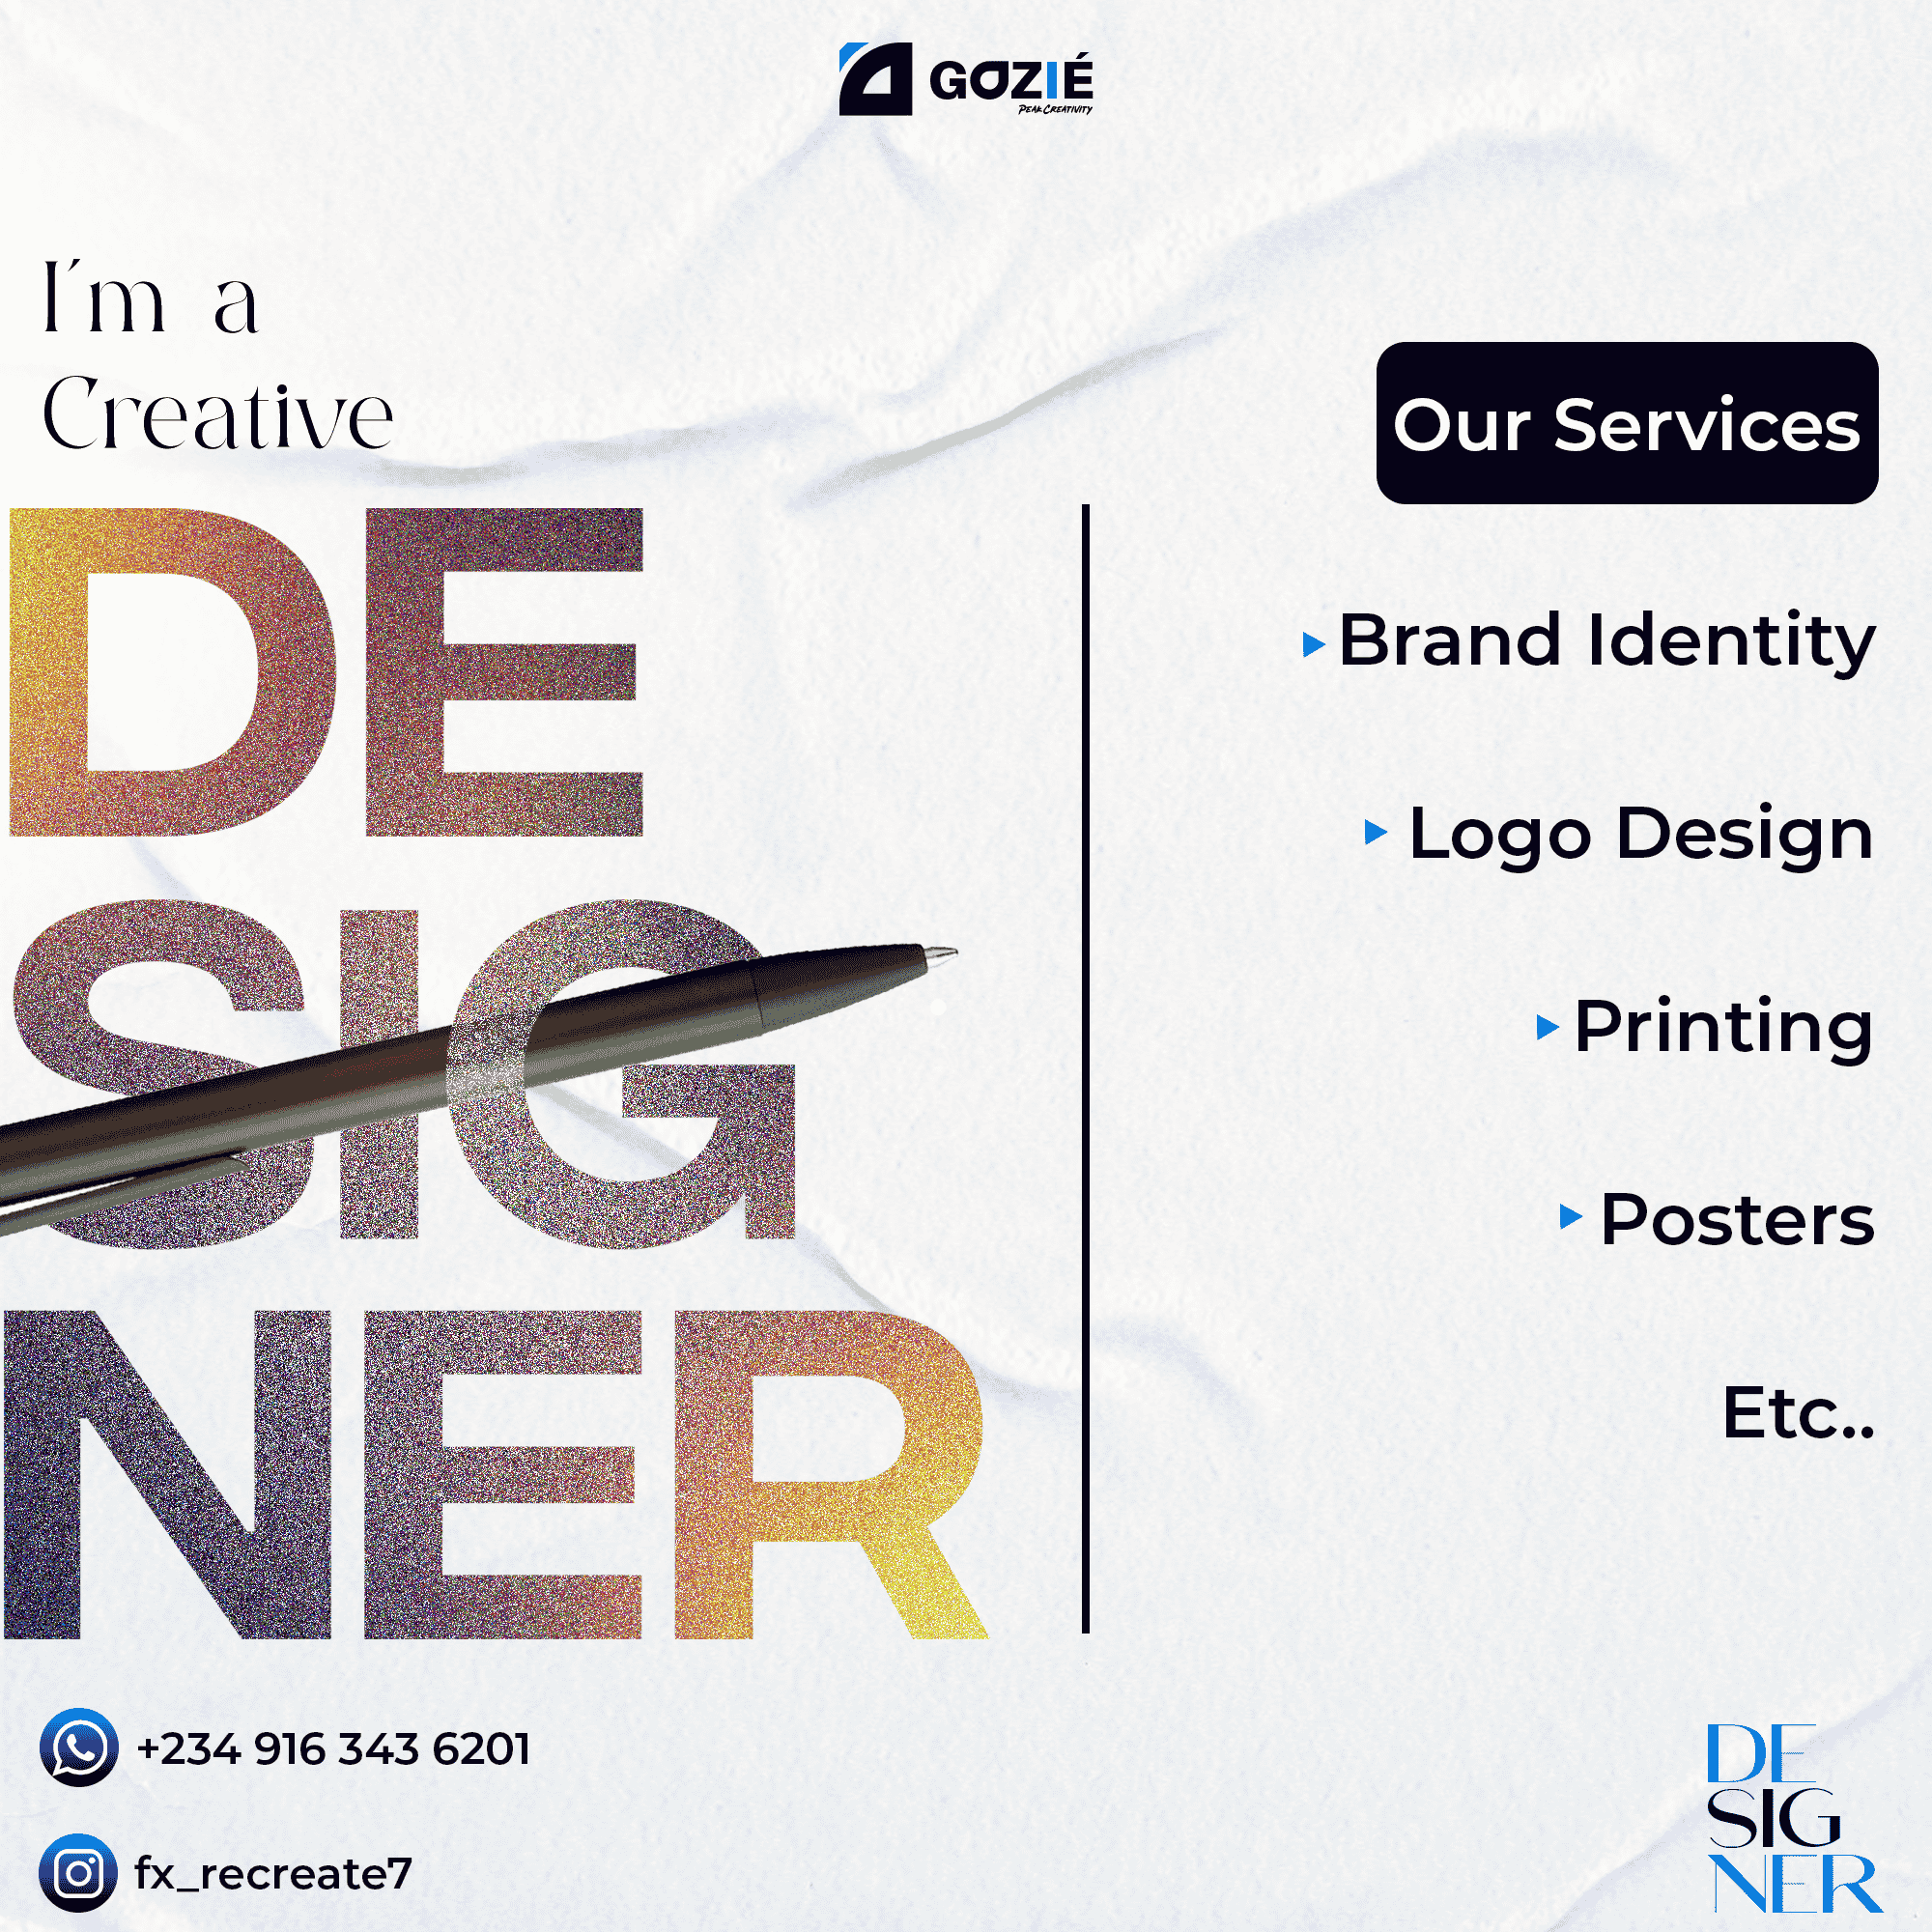 GOZIÉ
Peak Creativity
I'm a
Creative
DE
SIG
NER
Our Services
Brand Identity
Logo Design
Printing
Posters
Etc..
+234 916 343 6201
fx_recreate7
DE
SIG
NER